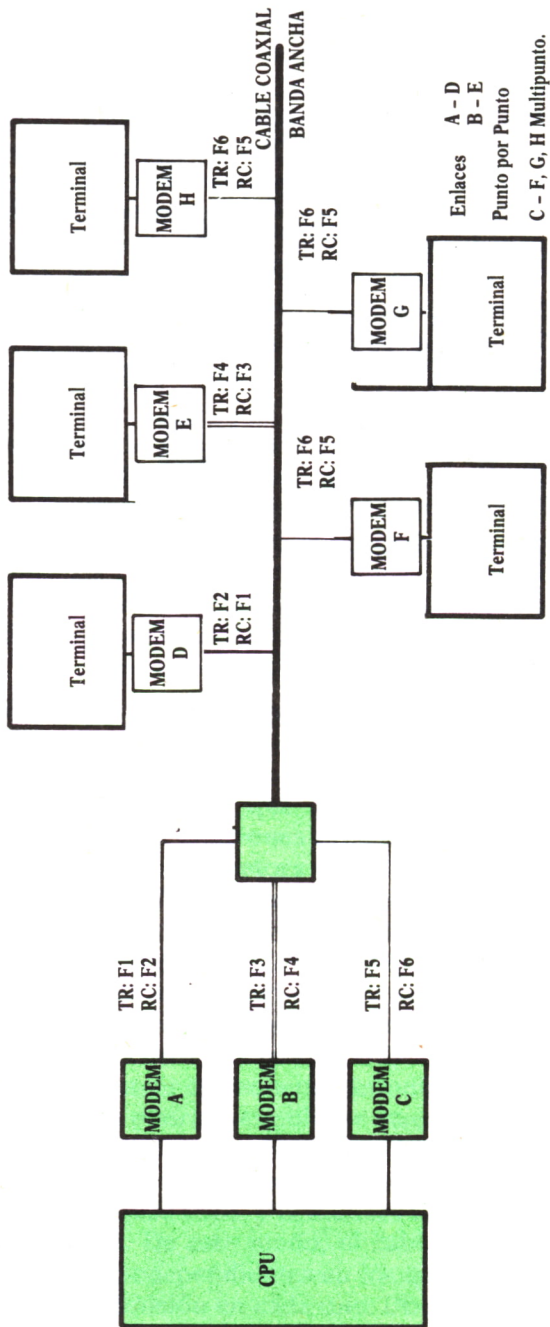 CPU
MODEM
A
MODEM
B
MODEM
C
TR: F1
RC: F2
TR: F3
RC: F4
TR: F5
RC: F6
Terminal
MODEM
D
TR: F2
RC: F1
Terminal
MODEM
E
TR: F4
RC: F3
Terminal
MODEM
H
TR: F6
RC: F5
CABLE COAXIAL
BANDA ANCHA
TR: F6
RC: F5
MODEM
F
Terminal
TR: F6
RC: F5
MODEM
G
Terminal
Enlaces A – D
B – E
Punto por Punto
C – F, G, H Multipunto.